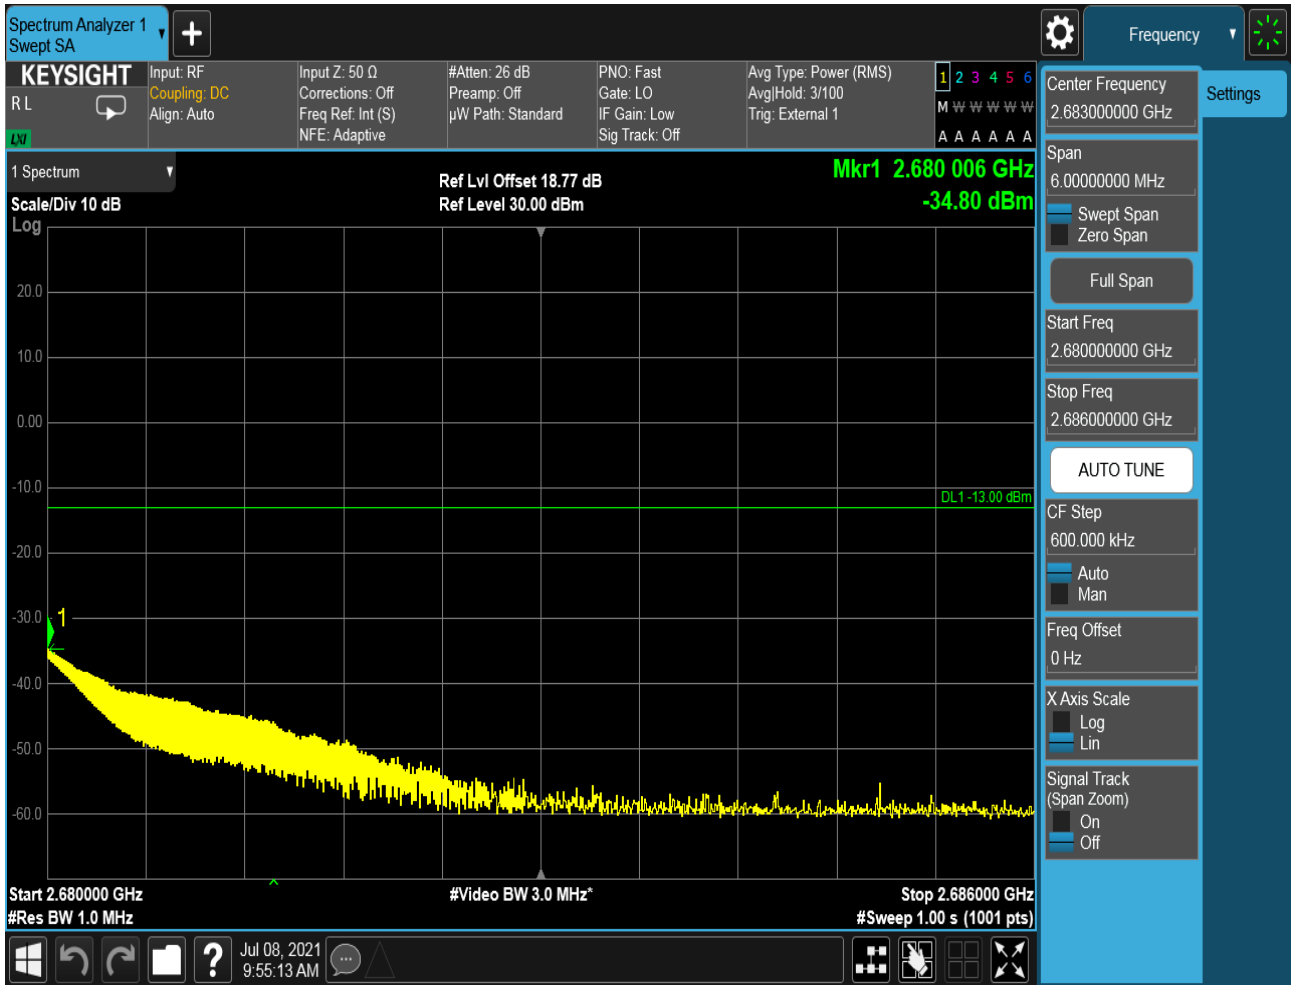 Spectrum Analyzer 1
Swept SA
Frequency
KEYSIGHT
R L
LXI
Input: RF
Coupling: DC
Align: Auto
Input Z: 50 Ω
Corrections: Off
Freq Ref: Int (S)
NFE: Adaptive
#Atten: 26 dB
Preamp: Off
µW Path: Standard
PNO: Fast
Gate: LO
IF Gain: Low
Sig Track: Off
Avg Type: Power (RMS)
Avg|Hold: 3/100
Trig: External 1
1 2 3 4 5 6
M W W W W W
A A A A A A
1 Spectrum
Scale/Div 10 dB
Log
Ref Lvl Offset 18.77 dB
Ref Level 30.00 dBm
Mkr1 2.680 006 GHz
-34.80 dBm
20.0
10.0
0.00
-10.0
DL1 -13.00 dBm
-20.0
-30.0
1
-40.0
-50.0
-60.0
Start 2.680000 GHz
#Res BW 1.0 MHz
#Video BW 3.0 MHz*
Stop 2.686000 GHz
#Sweep 1.00 s (1001 pts)
Jul 08, 2021
9:55:13 AM
Center Frequency
2.683000000 GHz
Settings
Span
6.00000000 MHz
Swept Span
Zero Span
Full Span
Start Freq
2.680000000 GHz
Stop Freq
2.686000000 GHz
AUTO TUNE
CF Step
600.000 kHz
Auto
Man
Freq Offset
0 Hz
X Axis Scale
Log
Lin
Signal Track
(Span Zoom)
On
Off